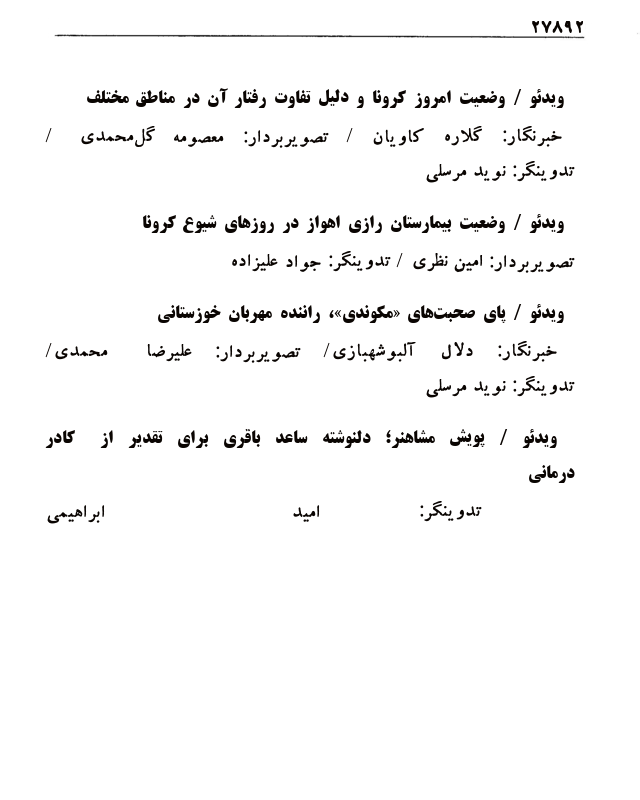 ۲۷۸۹۲
ویدئو / وضعیت امروز کرونا و دلیل تفاوت رفتار آن در مناطق مختلف
خبرنگار: گلاره کاویان / تصویربردار: معصومه گل‌محمدی /
تدوینگر: نوید مرسلی
ویدئو / وضعیت بیمارستان رازی اهواز در روزهای شیوع کرونا
تصویربردار: امین نظری / تدوینگر: جواد علیزاده
ویدئو / پای صحبت‌های «مکوندی»، راننده مهربان خوزستانی
خبرنگار: دلال آلبوشهبازی/ تصویربردار: علیرضا محمدی/
تدوینگر: نوید مرسلی
ویدئو / پویش مشاهنر؛ دلنوشته ساعد باقری برای تقدیر از کادر
درمانی
تدوینگر: امید ابراهیمی